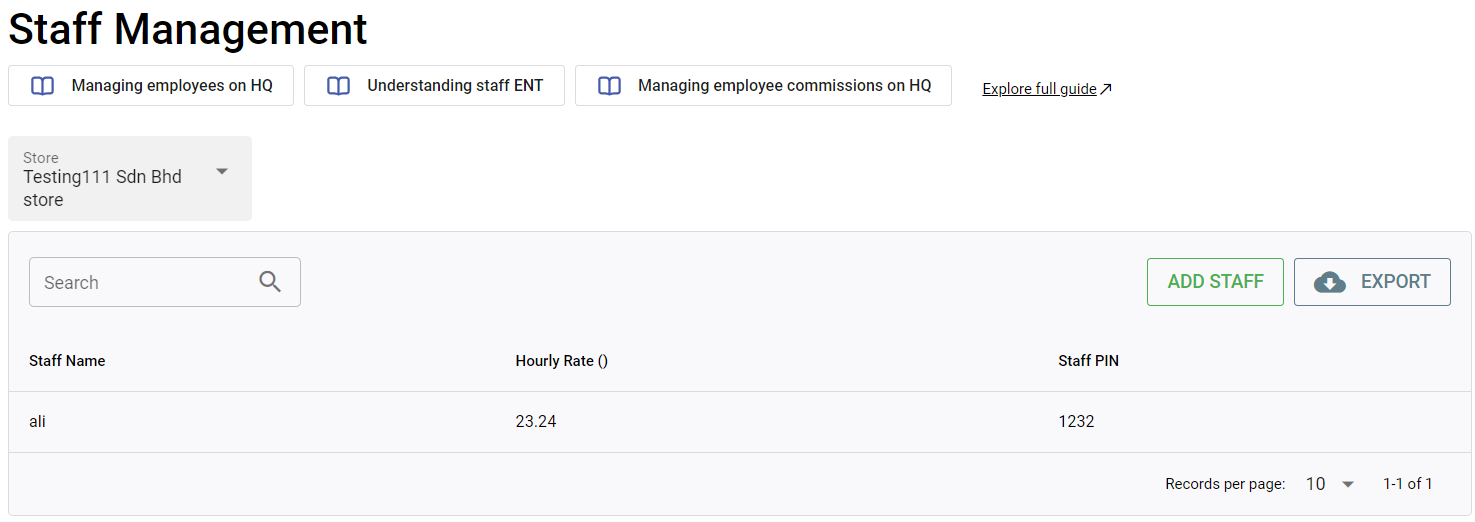 Staff Management
Managing employees on HQ Understanding staff ENT Managing employee commissions on HQ Explore full guide
Store
Testing111 Sdn Bhd
store
Search ADD STAFF EXPORT
Staff Name Hourly Rate () Staff PIN
ali 23.24 1232
Records per page: 10 1-1 of 1